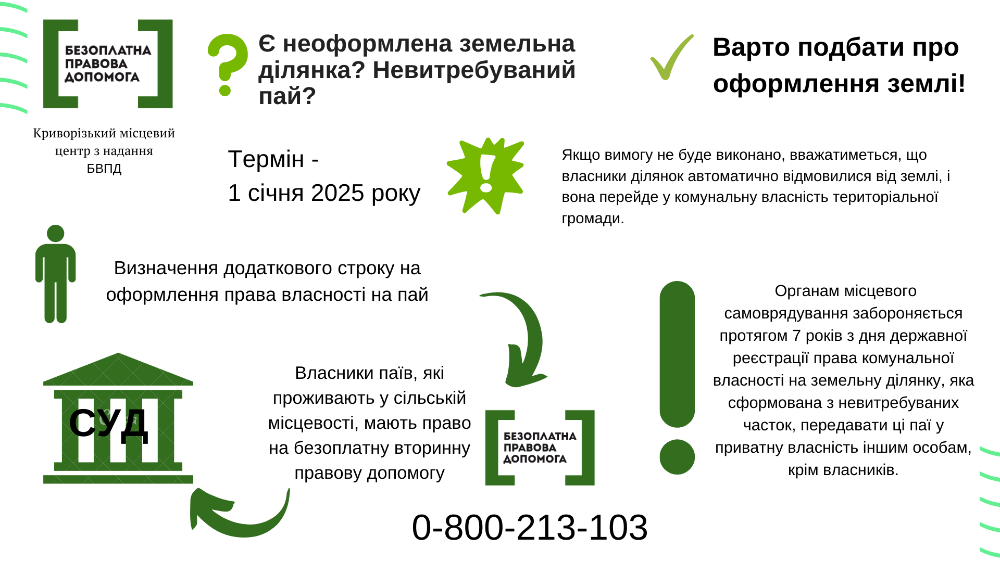 БЕЗОПЛАТНА
ПРАВОВА
ДОПОМОГА
Криворізький місцевий
центр з надання
БВПД
Є неоформлена земельна
ділянка? Невитребуваний
пай?
Варто подбати про
оформлення землі!
Термін -
1 січня 2025 року
Якщо вимогу не буде виконано, вважатиметься, що
власники ділянок автоматично відмовилися від землі, і
вона перейде у комунальну власність територіальної
громади.
Визначення додаткового строку на
оформлення права власності на пай
СУД
Власники паїв, які
проживають у сільській
місцевості, мають право
на безоплатну вторинну
правову допомогу
БЕЗОПЛАТНА
ПРАВОВА
ДОПОМОГА
0-800-213-103
Органам місцевого
самоврядування забороняється
протягом 7 років з дня державної
реєстрації права комунальної
власності на земельну ділянку, яка
сформована з невитребуваних
часток, передавати ці паї у
приватну власність іншим особам,
крім власників.